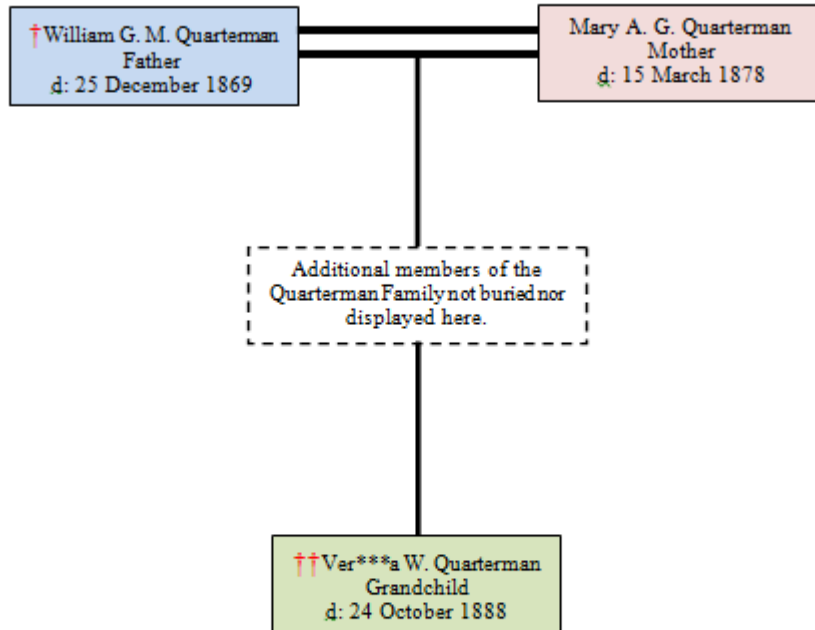 †William G. M. Quarterman
Father
d: 25 December 1869
Mary A. G. Quarterman
Mother
d: 15 March 1878
Additional members of the
Quarterman Family not buried nor
displayed here.
††Ver***a W. Quarterman
Grandchild
d: 24 October 1888